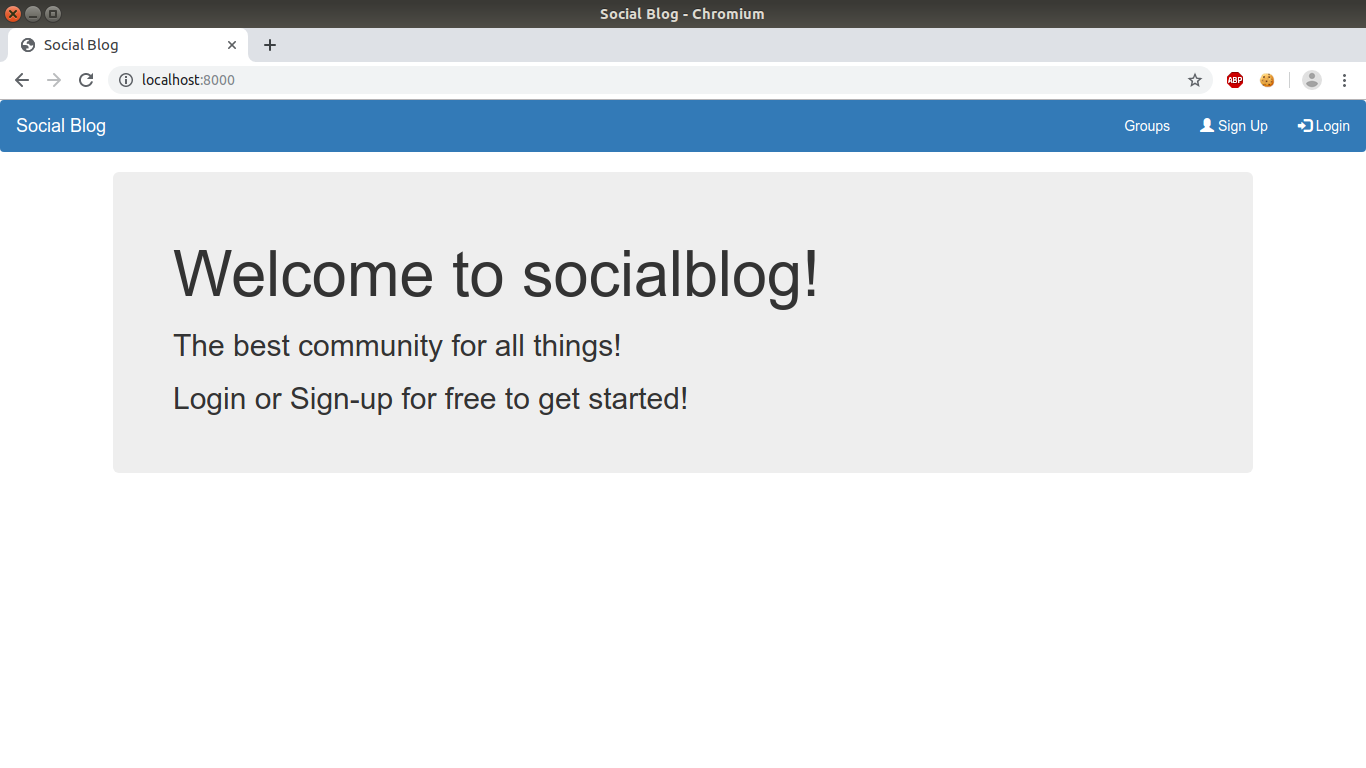 Social Blog - Chromium
Social Blog
localhost:8000
ABP
Social Blog
Groups
Sign Up
Login
Welcome to socialblog!
The best community for all things!
Login or Sign-up for free to get started!